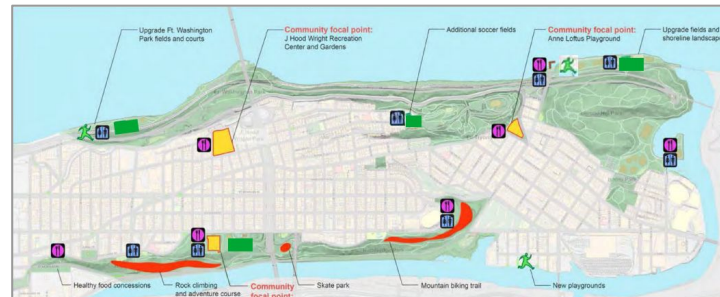 Upgrade Ft. Washington
Park fields and courts
Community focal point:
J Hood Wright Recreation
Center and Gardens
Additional soccer fields
Community focal point:
Anne Loftus Playground
Upgrade fields and
shoreline landscape
Healthy food concessions
Rock climbing
and adventure course
Community
focal point:
Skate park
Mountain biking trail
New playgrounds